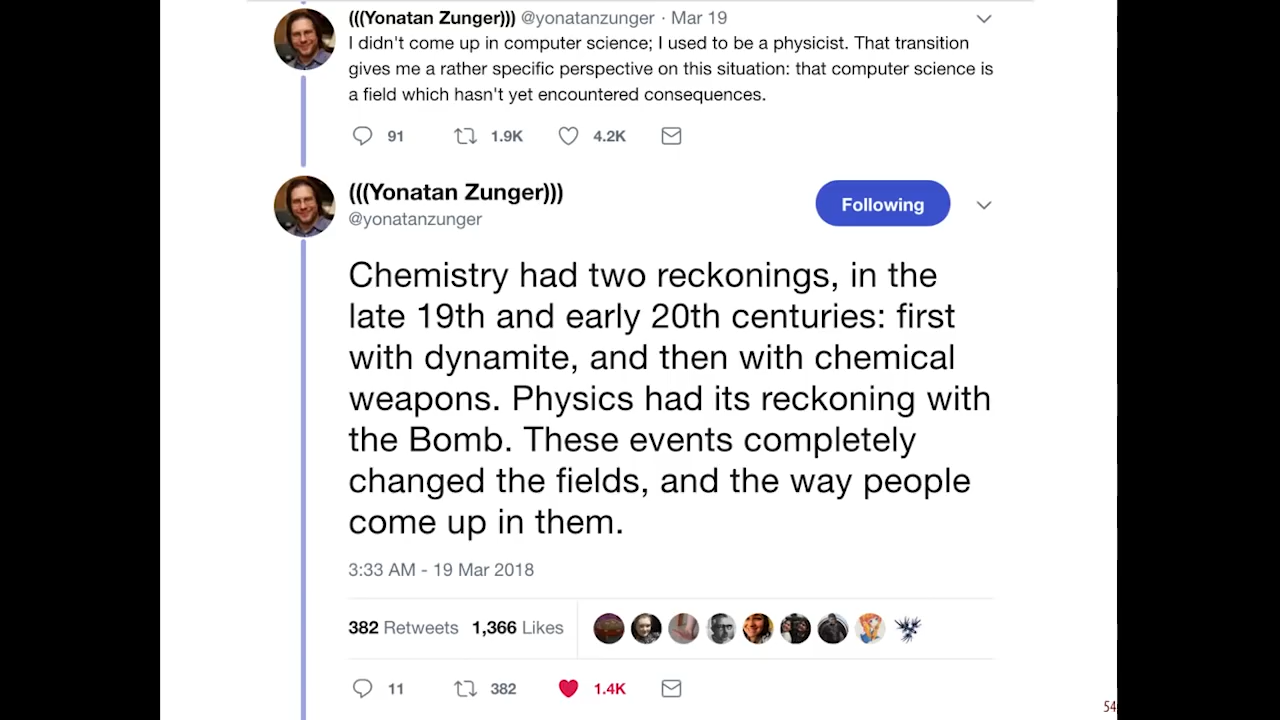 (((Yonatan Zunger))) @yonatanzunger · Mar 19
I didn't come up in computer science; I used to be a physicist. That transition
gives me a rather specific perspective on this situation: that computer science is
a field which hasn't yet encountered consequences.
91 1.9K 4.2K
(((Yonatan Zunger)))
@yonatanzunger
Following
Chemistry had two reckonings, in the
late 19th and early 20th centuries: first
with dynamite, and then with chemical
weapons. Physics had its reckoning with
the Bomb. These events completely
changed the fields, and the way people
come up in them.
3:33 AM - 19 Mar 2018
382 Retweets 1,366 Likes
11 382 1.4K
54